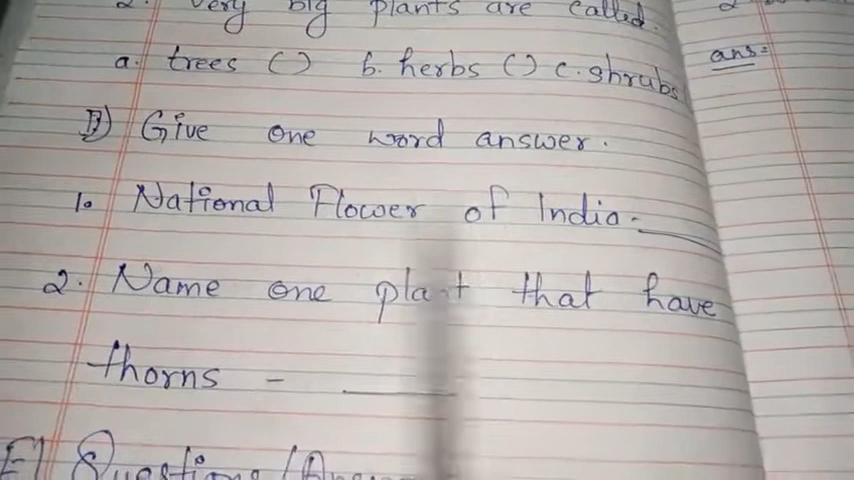 2. Very big plants are called.
a. trees () b. herbs () c. shrubs
ans:
D) Give one word answer.
1. National Flower of India.
2. Name one plant that have
thorns -
E) Questions/